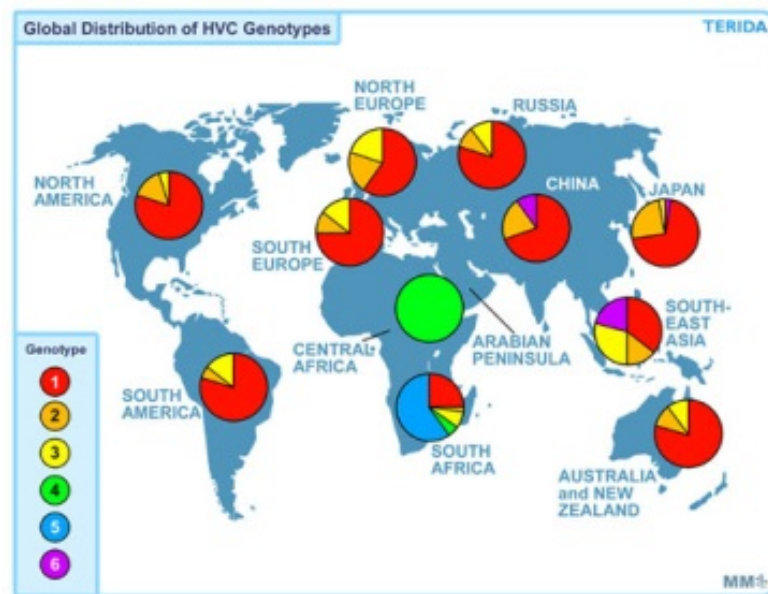 Global Distribution of HVC Genotypes
TERIDA
NORTH
EUROPE
RUSSIA
NORTH
AMERICA
CHINA
JAPAN
SOUTH
EUROPE
SOUTH-
EAST
ASIA
CENTRAL
AFRICA
ARABIAN
PENINSULA
Genotype
1
2
3
4
5
6
SOUTH
AMERICA
SOUTH
AFRICA
AUSTRALIA
and NEW
ZEALAND
MM